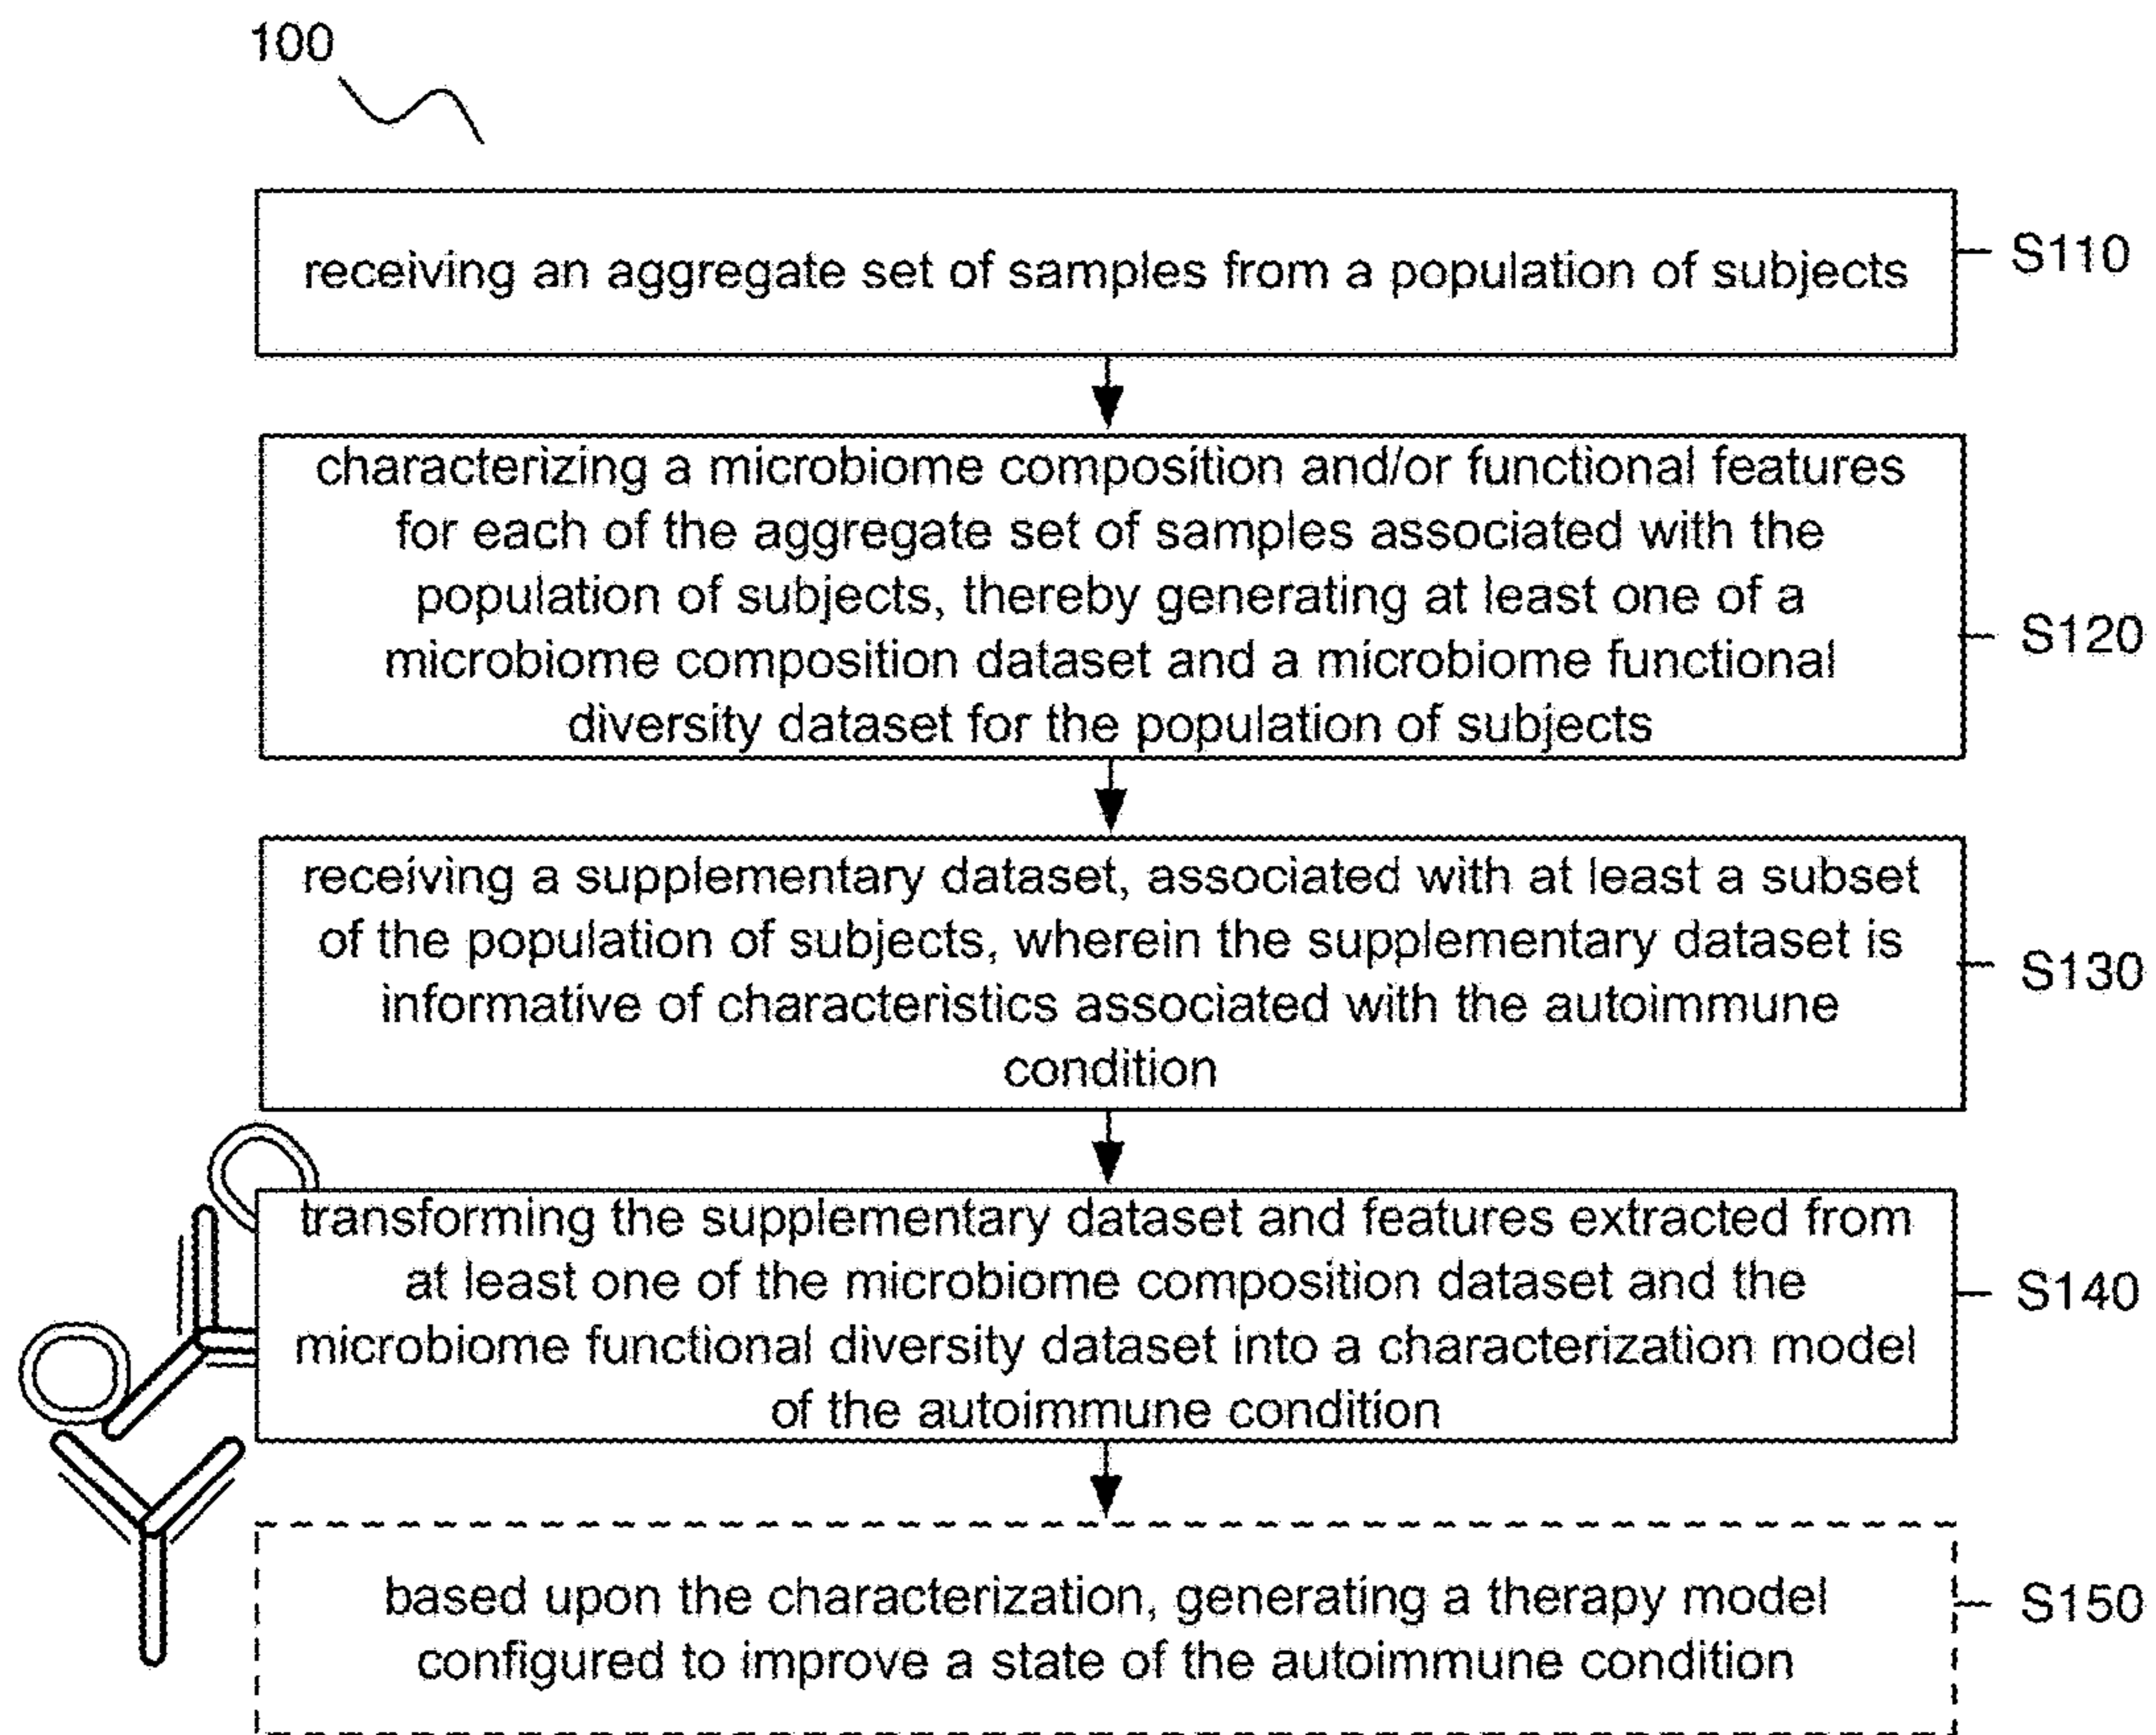 100
receiving an aggregate set of samples from a population of subjects
S110
characterizing a microbiome composition and/or functional features
for each of the aggregate set of samples associated with the
population of subjects, thereby generating at least one of a
microbiome composition dataset and a microbiome functional
diversity dataset for the population of subjects
S120
receiving a supplementary dataset, associated with at least a subset
of the population of subjects, wherein the supplementary dataset is
informative of characteristics associated with the autoimmune
condition
S130
transforming the supplementary dataset and features extracted from
at least one of the microbiome composition dataset and the
microbiome functional diversity dataset into a characterization model
of the autoimmune condition
S140
based upon the characterization, generating a therapy model
configured to improve a state of the autoimmune condition
S150